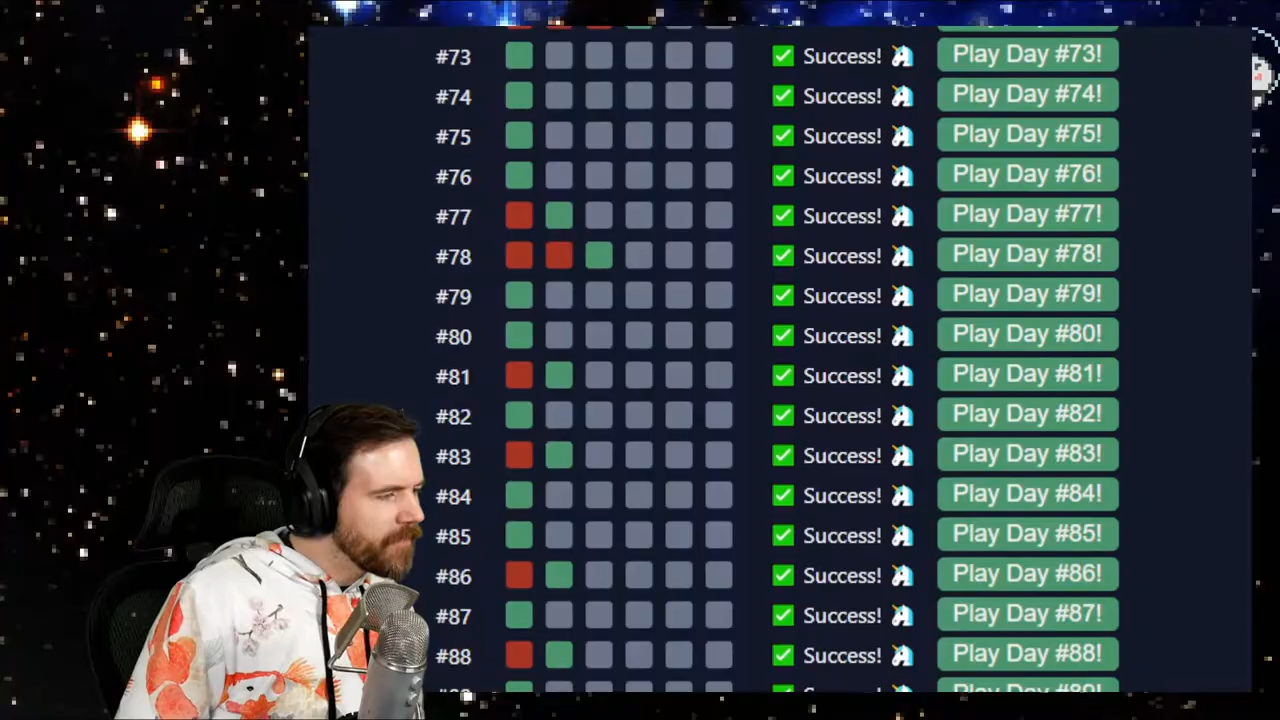 #73 ✅ Success! 🦄 Play Day #73!
#74 ✅ Success! 🦄 Play Day #74!
#75 ✅ Success! 🦄 Play Day #75!
#76 ✅ Success! 🦄 Play Day #76!
#77 ✅ Success! 🦄 Play Day #77!
#78 ✅ Success! 🦄 Play Day #78!
#79 ✅ Success! 🦄 Play Day #79!
#80 ✅ Success! 🦄 Play Day #80!
#81 ✅ Success! 🦄 Play Day #81!
#82 ✅ Success! 🦄 Play Day #82!
#83 ✅ Success! 🦄 Play Day #83!
#84 ✅ Success! 🦄 Play Day #84!
#85 ✅ Success! 🦄 Play Day #85!
#86 ✅ Success! 🦄 Play Day #86!
#87 ✅ Success! 🦄 Play Day #87!
#88 ✅ Success! 🦄 Play Day #88!